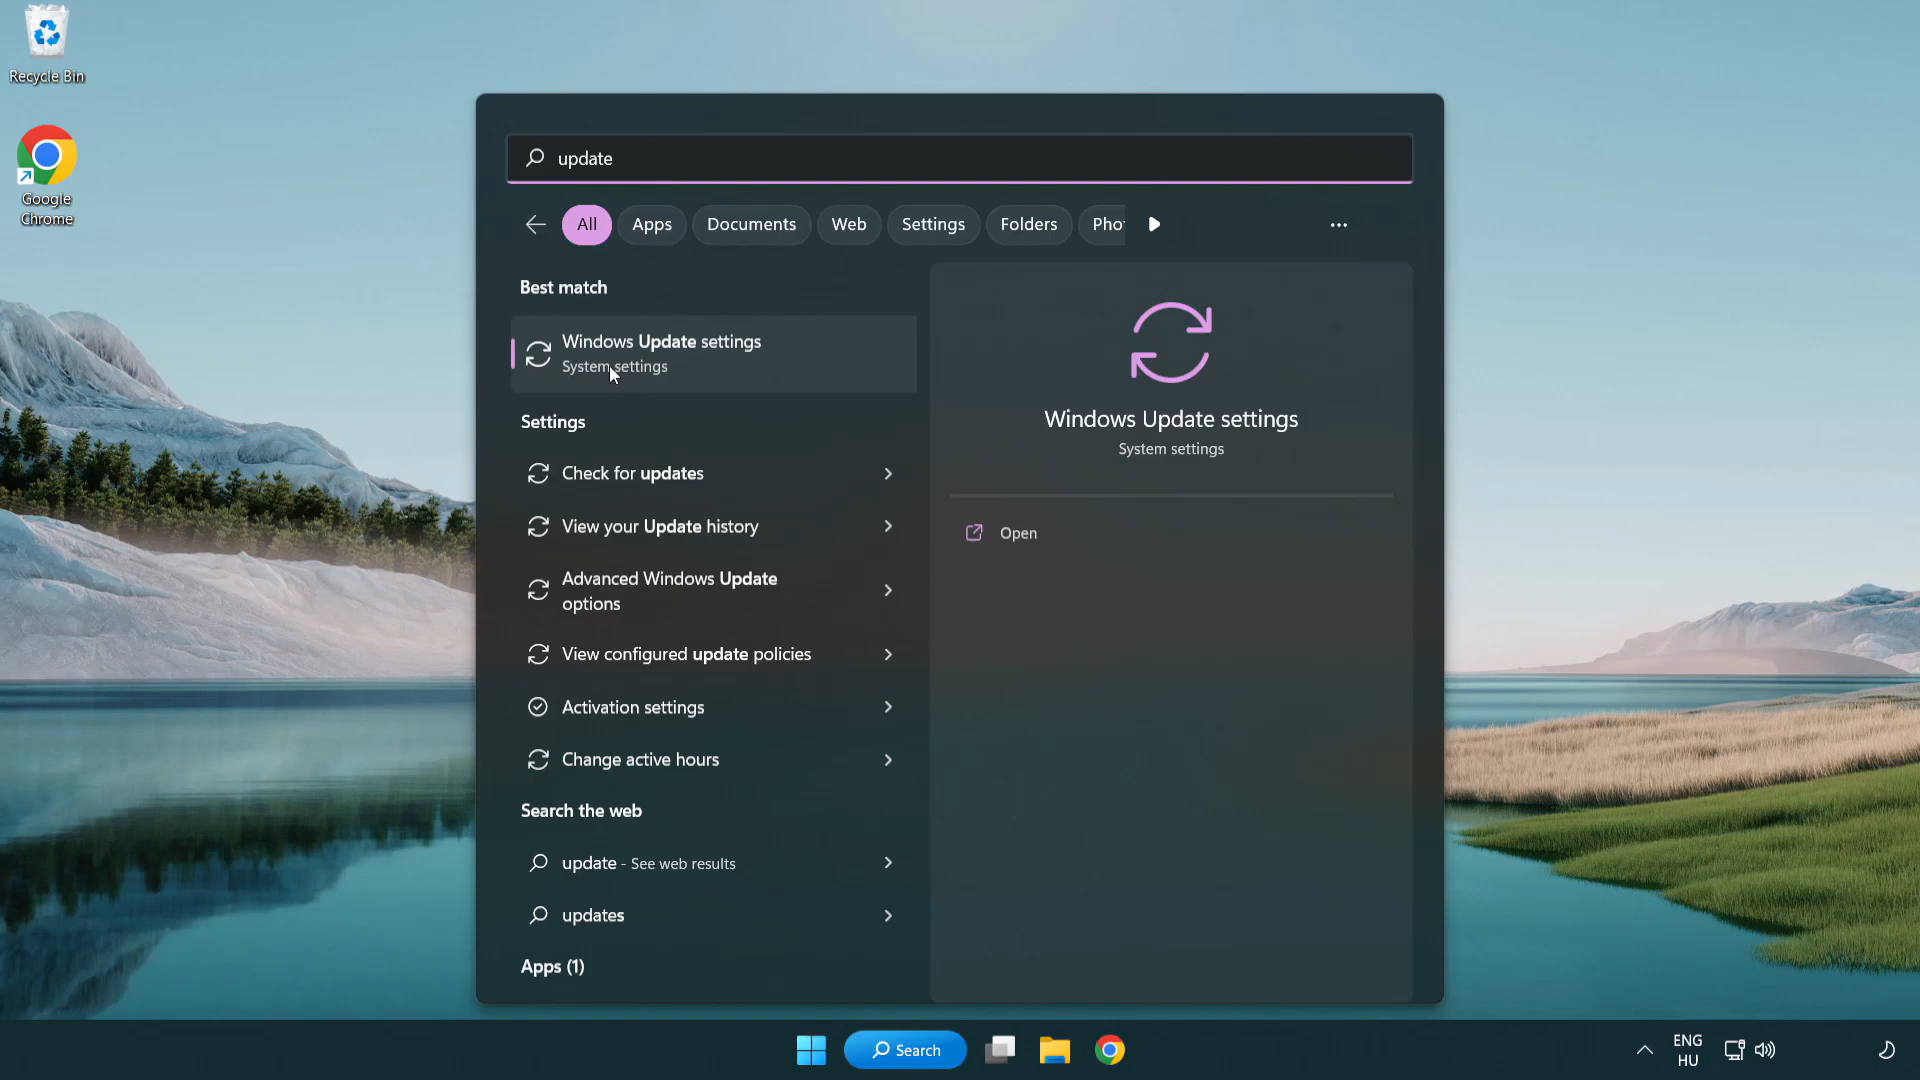 Recycle Bin
Google
Chrome
update
All
Apps
Documents
Web
Settings
Folders
Pho
Best match
Windows Update settings
System settings
Settings
Check for updates
View your Update history
Advanced Windows Update
options
View configured update policies
Activation settings
Change active hours
Search the web
update - See web results
updates
Apps (1)
Windows Update settings
System settings
Open
Search
ENG
HU